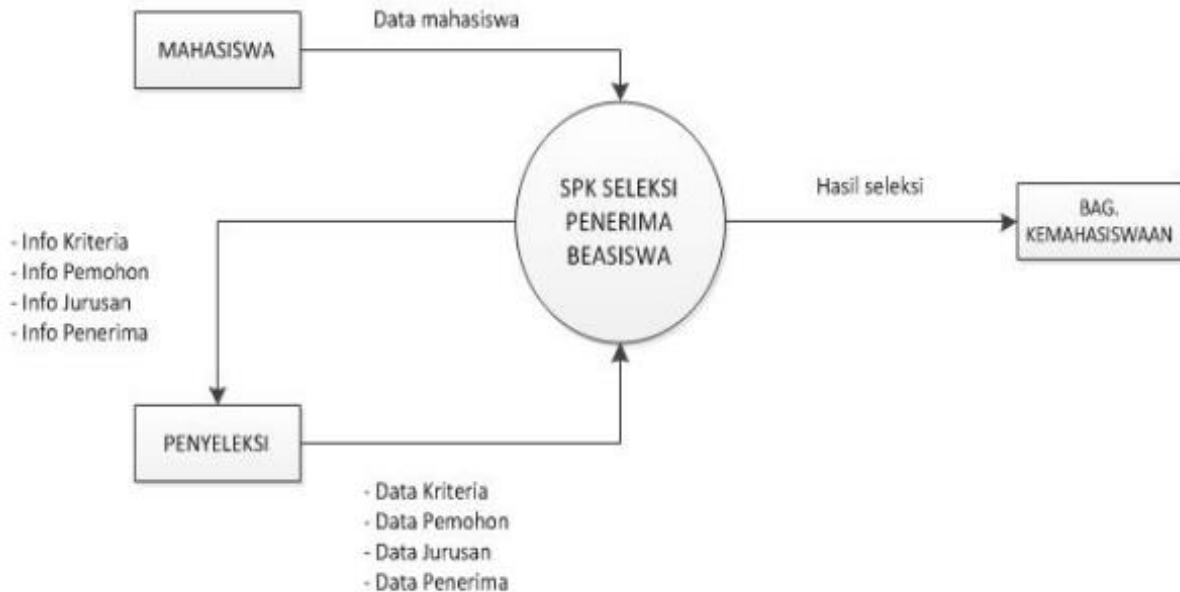 Data mahasiswa
MAHASISWA
SPK SELEKSI
PENERIMA
BEASISWA
Hasil seleksi
BAG.
KEMAHASISWAAN
- Info Kriteria
- Info Pemohon
- Info Jurusan
- Info Penerima
PENYELEKSI
- Data Kriteria
- Data Pemohon
- Data Jurusan
- Data Penerima